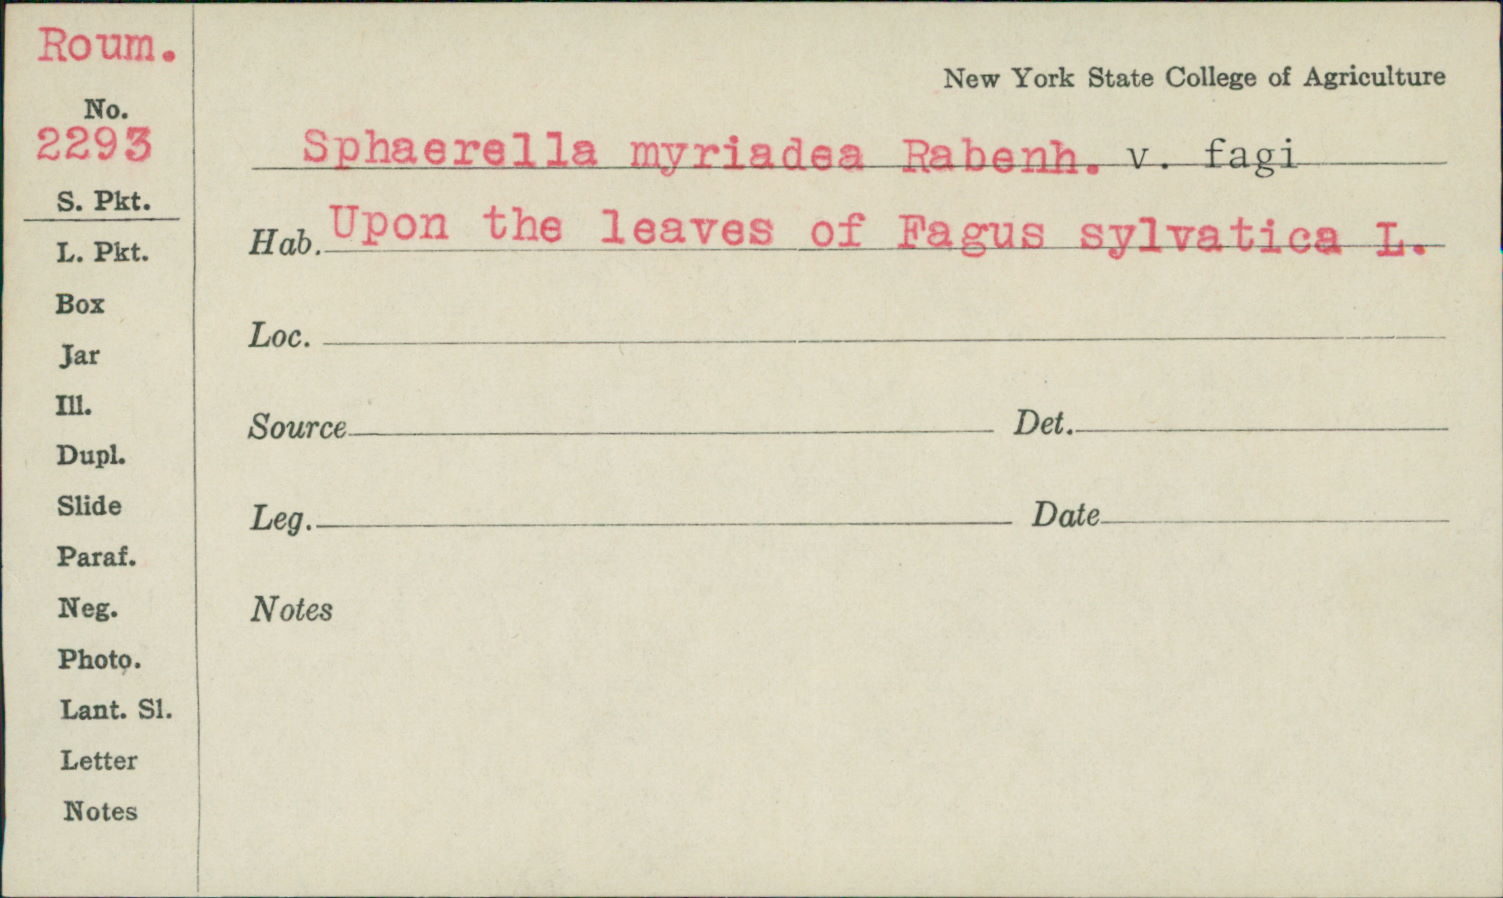 Roum.
No.
2293
S. Pkt.
L. Pkt.
Box
Jar
Ill.
Dupl.
Slide
Paraf.
Neg.
Photo.
Lant. Sl.
Letter
Notes
New York State College of Agriculture
Sphaerella myriadea Rabenh. v. fagi
Hab. Upon the leaves of Fagus sylvatica L.
Loc.
Source Det.
Leg. Date
Notes